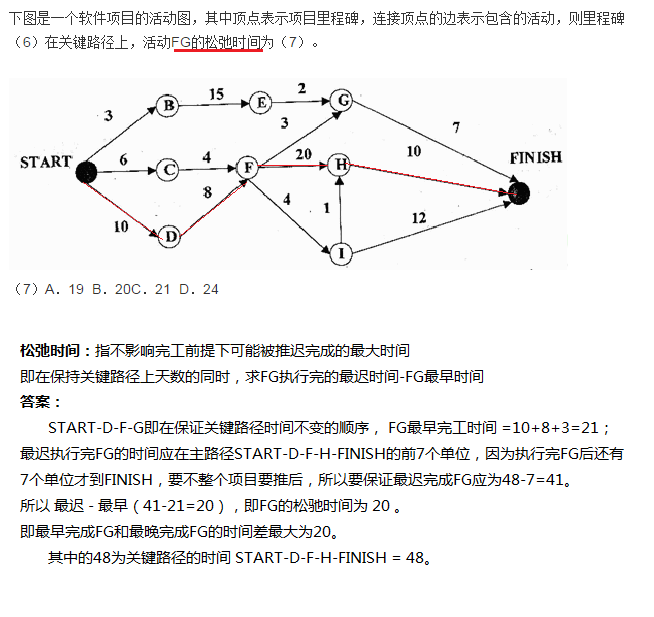 下图是一个软件项目的活动图，其中顶点表示项目里程碑，连接顶点的边表示包含的活动，则里程碑
（6）在关键路径上，活动FG的松弛时间为（7）。
START
FINISH
B
C
D
E
F
G
H
I
3
15
2
6
4
3
20
10
7
10
8
4
1
12
（7）A．19 B．20C．21 D．24
松弛时间：指不影响完工前提下可能被推迟完成的最大时间
即在保持关键路径上天数的同时，求FG执行完的最迟时间-FG最早时间
答案：
START-D-F-G即在保证关键路径时间不变的顺序， FG最早完工时间 =10+8+3=21；
最迟执行完FG的时间应在主路径START-D-F-H-FINISH的前7个单位，因为执行完FG后还有
7个单位才到FINISH，要不整个项目要推后，所以要保证最迟完成FG应为48-7=41。
所以 最迟 - 最早（41-21=20），即FG的松驰时间为 20 。
即最早完成FG和最晚完成FG的时间差最大为20。
其中的48为关键路径的时间 START-D-F-H-FINISH = 48。